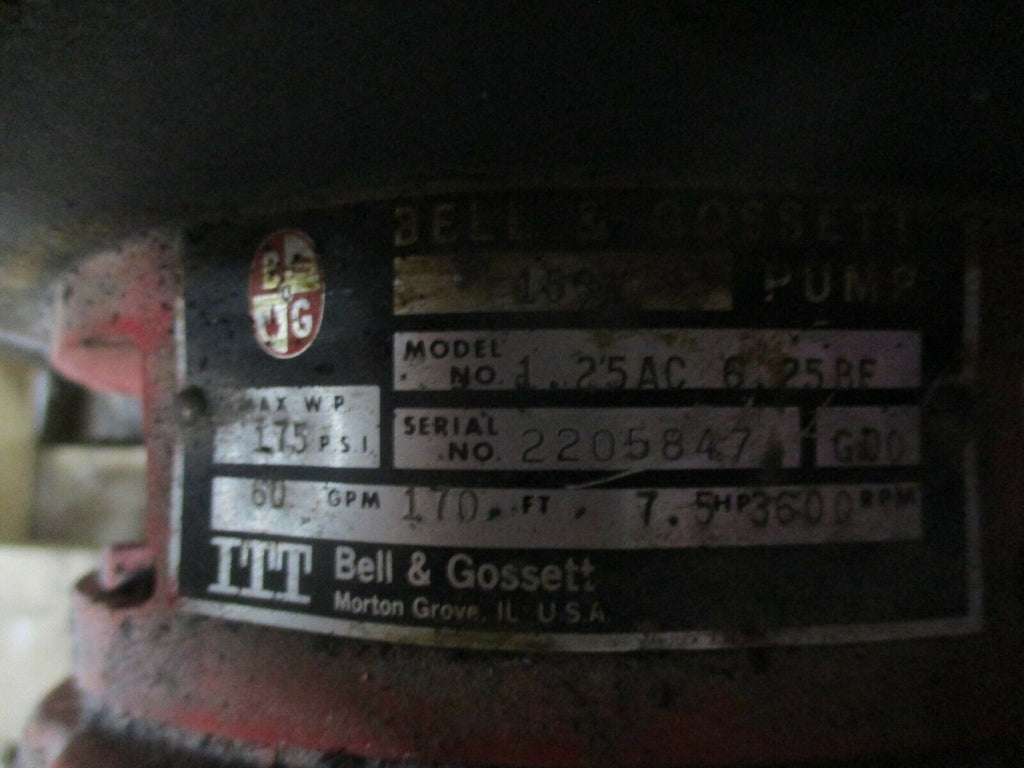 BELL & GOSSETT
B G
PUMP
MODEL NO. 1.25AC 6.25BF
MAX W P 175 P.S.I.
SERIAL NO. 2205847
60 GPM 170 FT 7.5 HP 3600 RPM
ITT Bell & Gossett
Morton Grove, IL U.S.A.